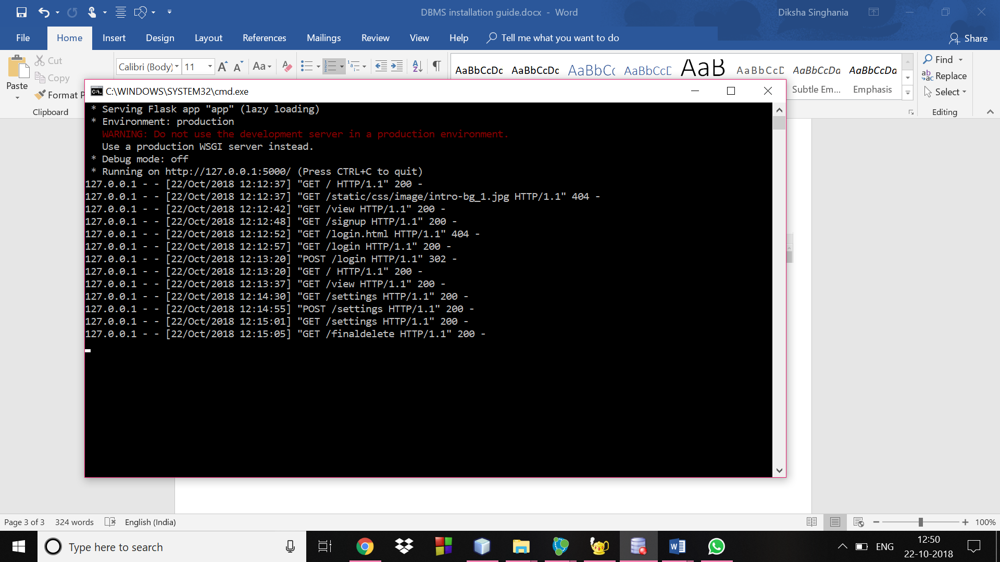 DBMS installation guide.docx - Word
Diksha Singhania
File Home Insert Design Layout References Mailings Review View Help Tell me what you want to do Share
Cut
Copy
Format P
Paste
Clipboard
Calibri (Body) 11
AaBbCcDc AaBbCcDc AaBbCc AaBbCcD AaB AaBbCcD AaBbCcDa AaBbCcDa
Subtle Em... Emphasis
Find
Replace
Select
Editing
C:\WINDOWS\SYSTEM32\cmd.exe
* Serving Flask app "app" (lazy loading)
* Environment: production
WARNING: Do not use the development server in a production environment.
Use a production WSGI server instead.
* Debug mode: off
* Running on http://127.0.0.1:5000/ (Press CTRL+C to quit)
127.0.0.1 - - [22/Oct/2018 12:12:37] "GET / HTTP/1.1" 200 -
127.0.0.1 - - [22/Oct/2018 12:12:37] "GET /static/css/image/intro-bg_1.jpg HTTP/1.1" 404 -
127.0.0.1 - - [22/Oct/2018 12:12:42] "GET /view HTTP/1.1" 200 -
127.0.0.1 - - [22/Oct/2018 12:12:48] "GET /signup HTTP/1.1" 200 -
127.0.0.1 - - [22/Oct/2018 12:12:52] "GET /login.html HTTP/1.1" 404 -
127.0.0.1 - - [22/Oct/2018 12:12:57] "GET /login HTTP/1.1" 200 -
127.0.0.1 - - [22/Oct/2018 12:13:20] "POST /login HTTP/1.1" 302 -
127.0.0.1 - - [22/Oct/2018 12:13:20] "GET / HTTP/1.1" 200 -
127.0.0.1 - - [22/Oct/2018 12:13:37] "GET /view HTTP/1.1" 200 -
127.0.0.1 - - [22/Oct/2018 12:14:30] "GET /settings HTTP/1.1" 200 -
127.0.0.1 - - [22/Oct/2018 12:14:55] "POST /settings HTTP/1.1" 200 -
127.0.0.1 - - [22/Oct/2018 12:15:01] "GET /settings HTTP/1.1" 200 -
127.0.0.1 - - [22/Oct/2018 12:15:05] "GET /finaldelete HTTP/1.1" 200 -
Page 3 of 3 324 words English (India) 100%
Type here to search
ENG
12:50
22-10-2018